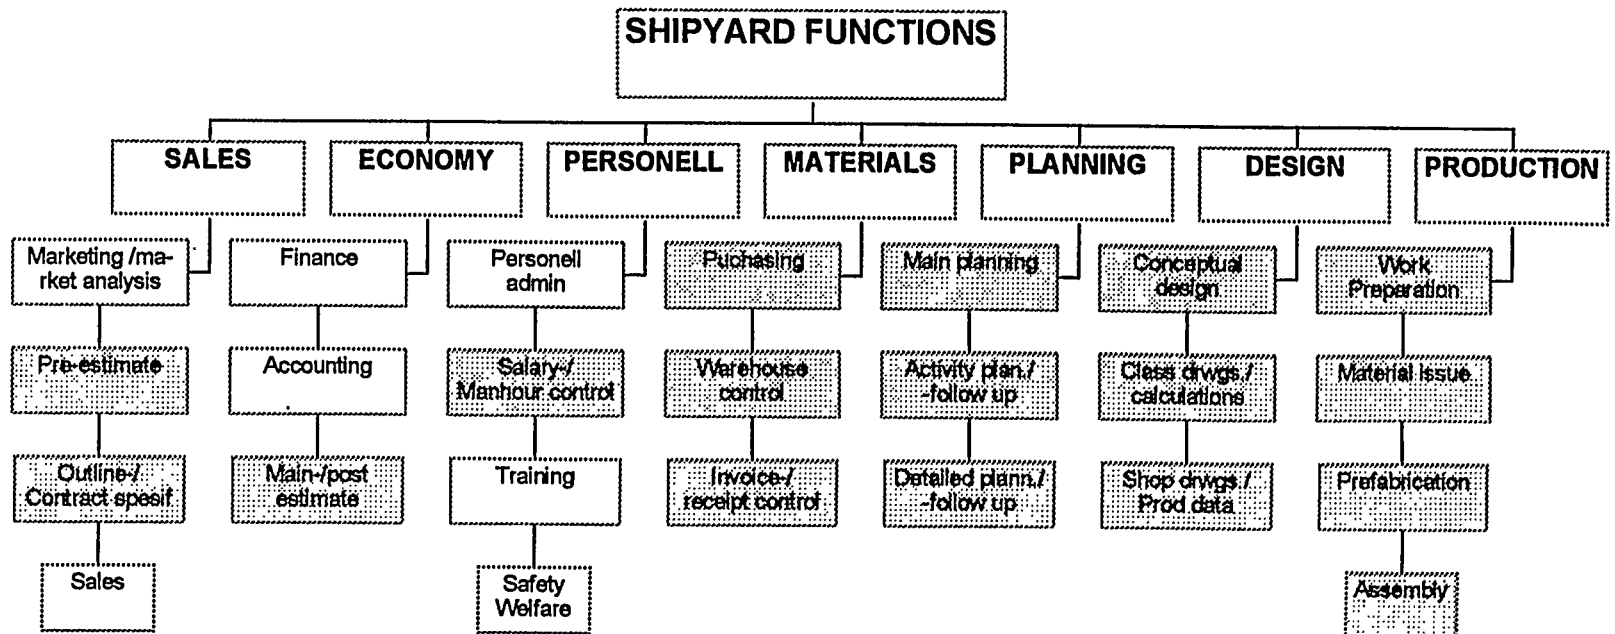 SHIPYARD FUNCTIONS
SALES
ECONOMY
PERSONELL
MATERIALS
PLANNING
DESIGN
PRODUCTION
Marketing /ma-
rket analysis
Finance
Personell
admin
Puchasing
Main planning
Conceptual
design
Work
Preparation
Pre-estimate
Accounting
Salary-/
Manhour control
Warehouse
control
Activity plan./
-follow up
Class drwgs./
calculations
Material issue
Outline-/
Contract spesif
Main-/post
estimate
Training
Invoice-/
receipt control
Detailed plann./
-follow up
Shop drwgs./
Prod data
Prefabrication
Sales
Safety
Welfare
Assembly